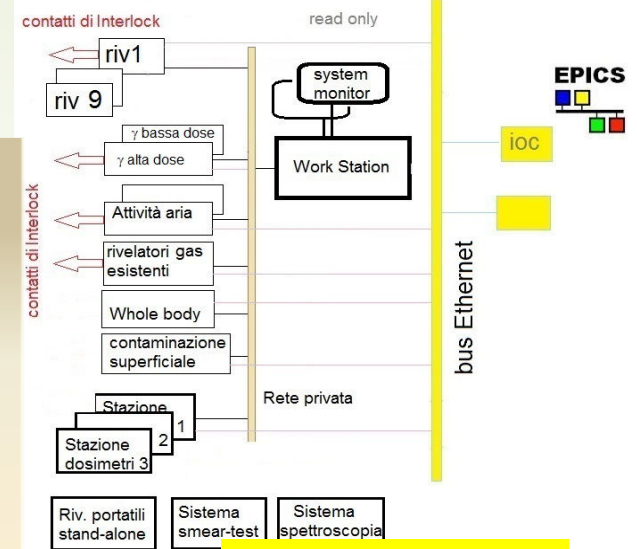 contatti di Interlock
read only
riv1
riv 9
system
monitor
EPICS
γ bassa dose
γ alta dose
Work Station
ioc
Attività aria
contatti di Interlock
rivelatori gas
esistenti
Whole body
contaminazione
superficiale
bus Ethernet
Rete privata
Stazione
1
2
Stazione
dosimetri 3
Riv. portatili
stand-alone
Sistema
smear-test
Sistema
spettroscopia